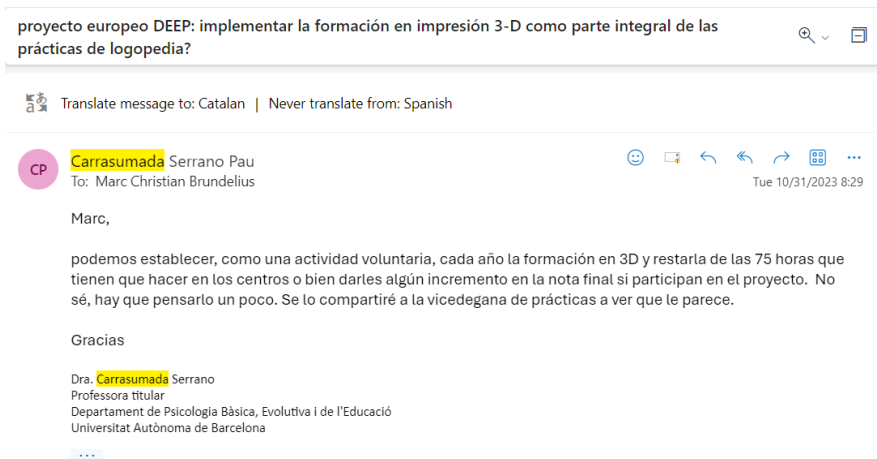 proyecto europeo DEEP: implementar la formación en impresión 3-D como parte integral de las
prácticas de logopedia?
Translate message to: Catalan | Never translate from: Spanish
CP
Carrasumada Serrano Pau
To: Marc Christian Brundelius
Tue 10/31/2023 8:29
Marc,
podemos establecer, como una actividad voluntaria, cada año la formación en 3D y restarla de las 75 horas que
tienen que hacer en los centros o bien darles algún incremento en la nota final si participan en el proyecto. No
sé, hay que pensarlo un poco. Se lo compartiré a la vicedegana de prácticas a ver que le parece.
Gracias
Dra. Carrasumada Serrano
Professora titular
Departament de Psicologia Bàsica, Evolutiva i de l'Educació
Universitat Autònoma de Barcelona